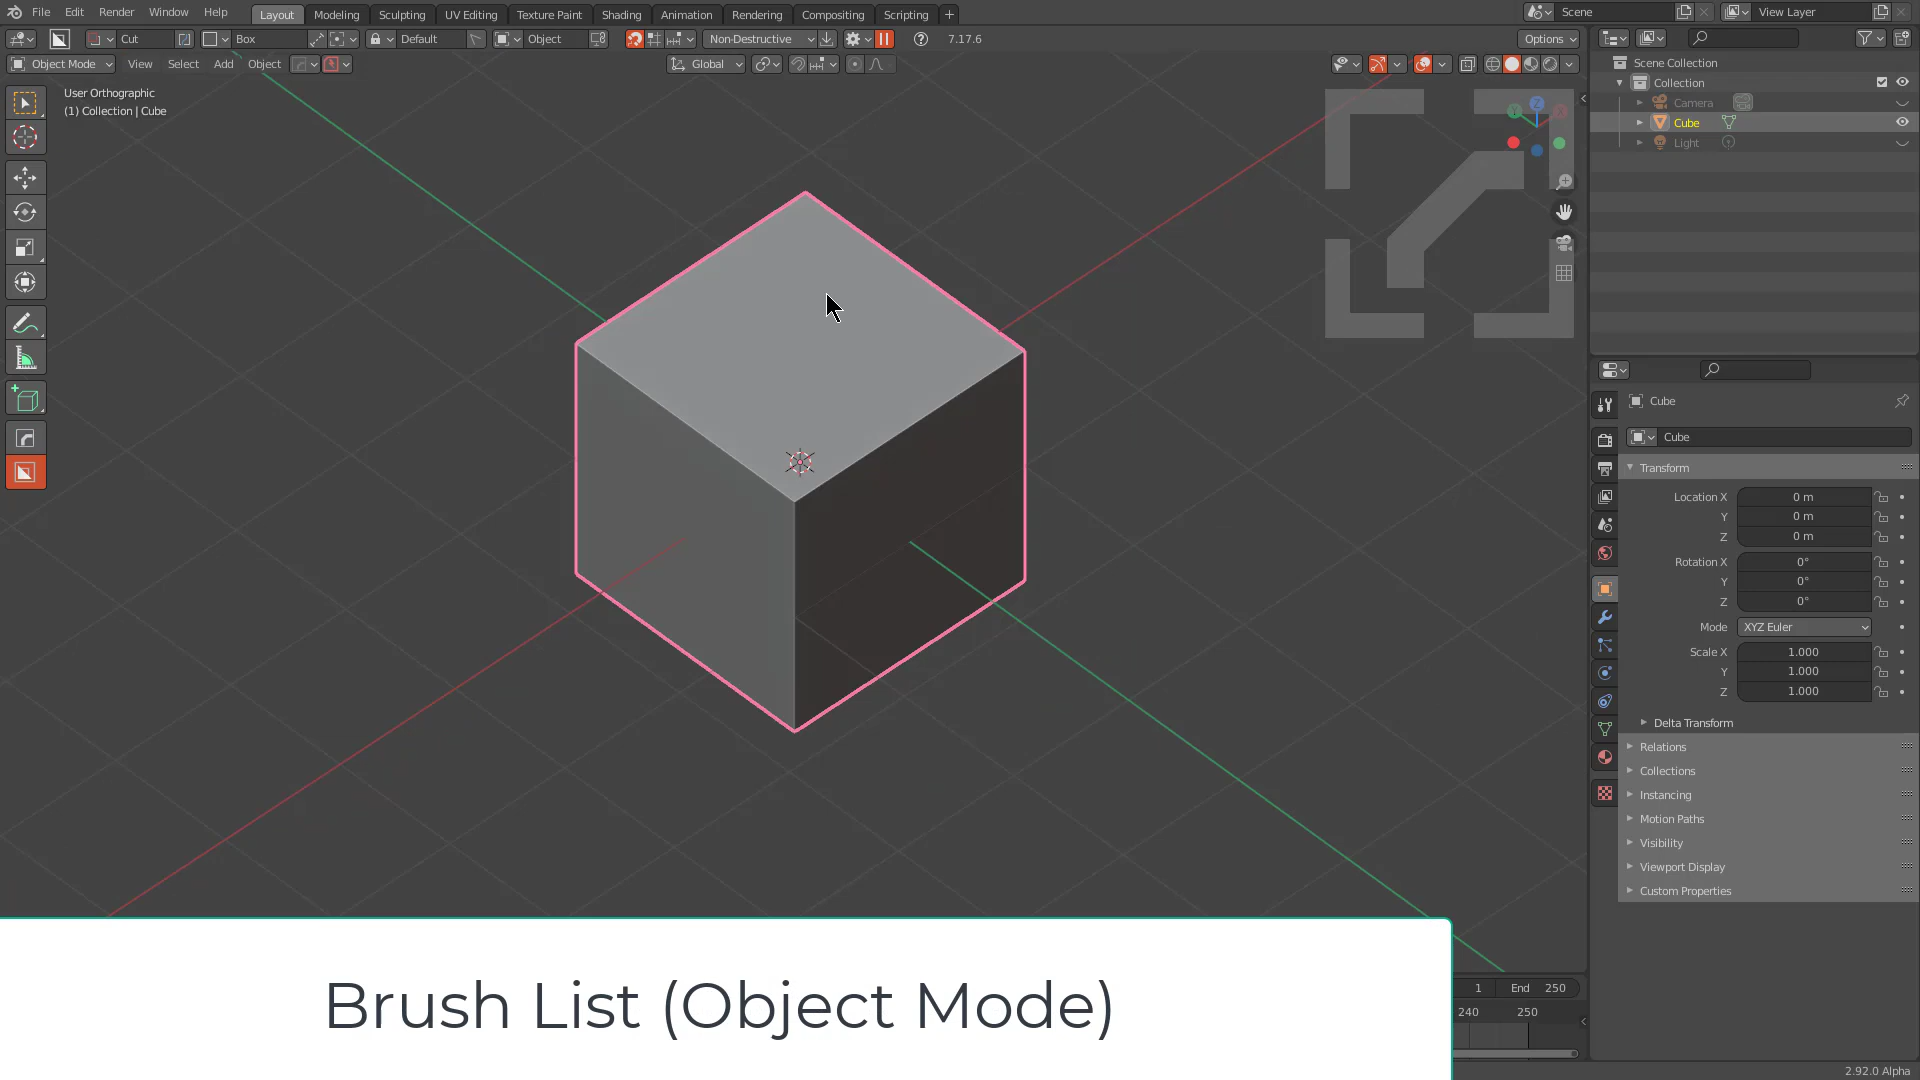 File Edit Render Window Help Layout Modeling Sculpting UV Editing Texture Paint Shading Animation Rendering Compositing Scripting + Scene View Layer
Cut Box Default Object Non-Destructive 7.17.6 Options
Object Mode View Select Add Object Global
User Orthographic
(1) Collection | Cube
Scene Collection
Collection
Camera
Cube
Light
Cube
Cube
Transform
Location X 0 m
Y 0 m
Z 0 m
Rotation X 0°
Y 0°
Z 0°
Mode XYZ Euler
Scale X 1.000
Y 1.000
Z 1.000
Delta Transform
Relations
Collections
Instancing
Motion Paths
Visibility
Viewport Display
Custom Properties
1 End 250
240 250
Brush List (Object Mode)
2.92.0 Alpha